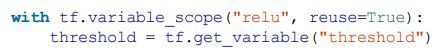 with tf.variable_scope("relu", reuse=True):
    threshold = tf.get_variable("threshold")